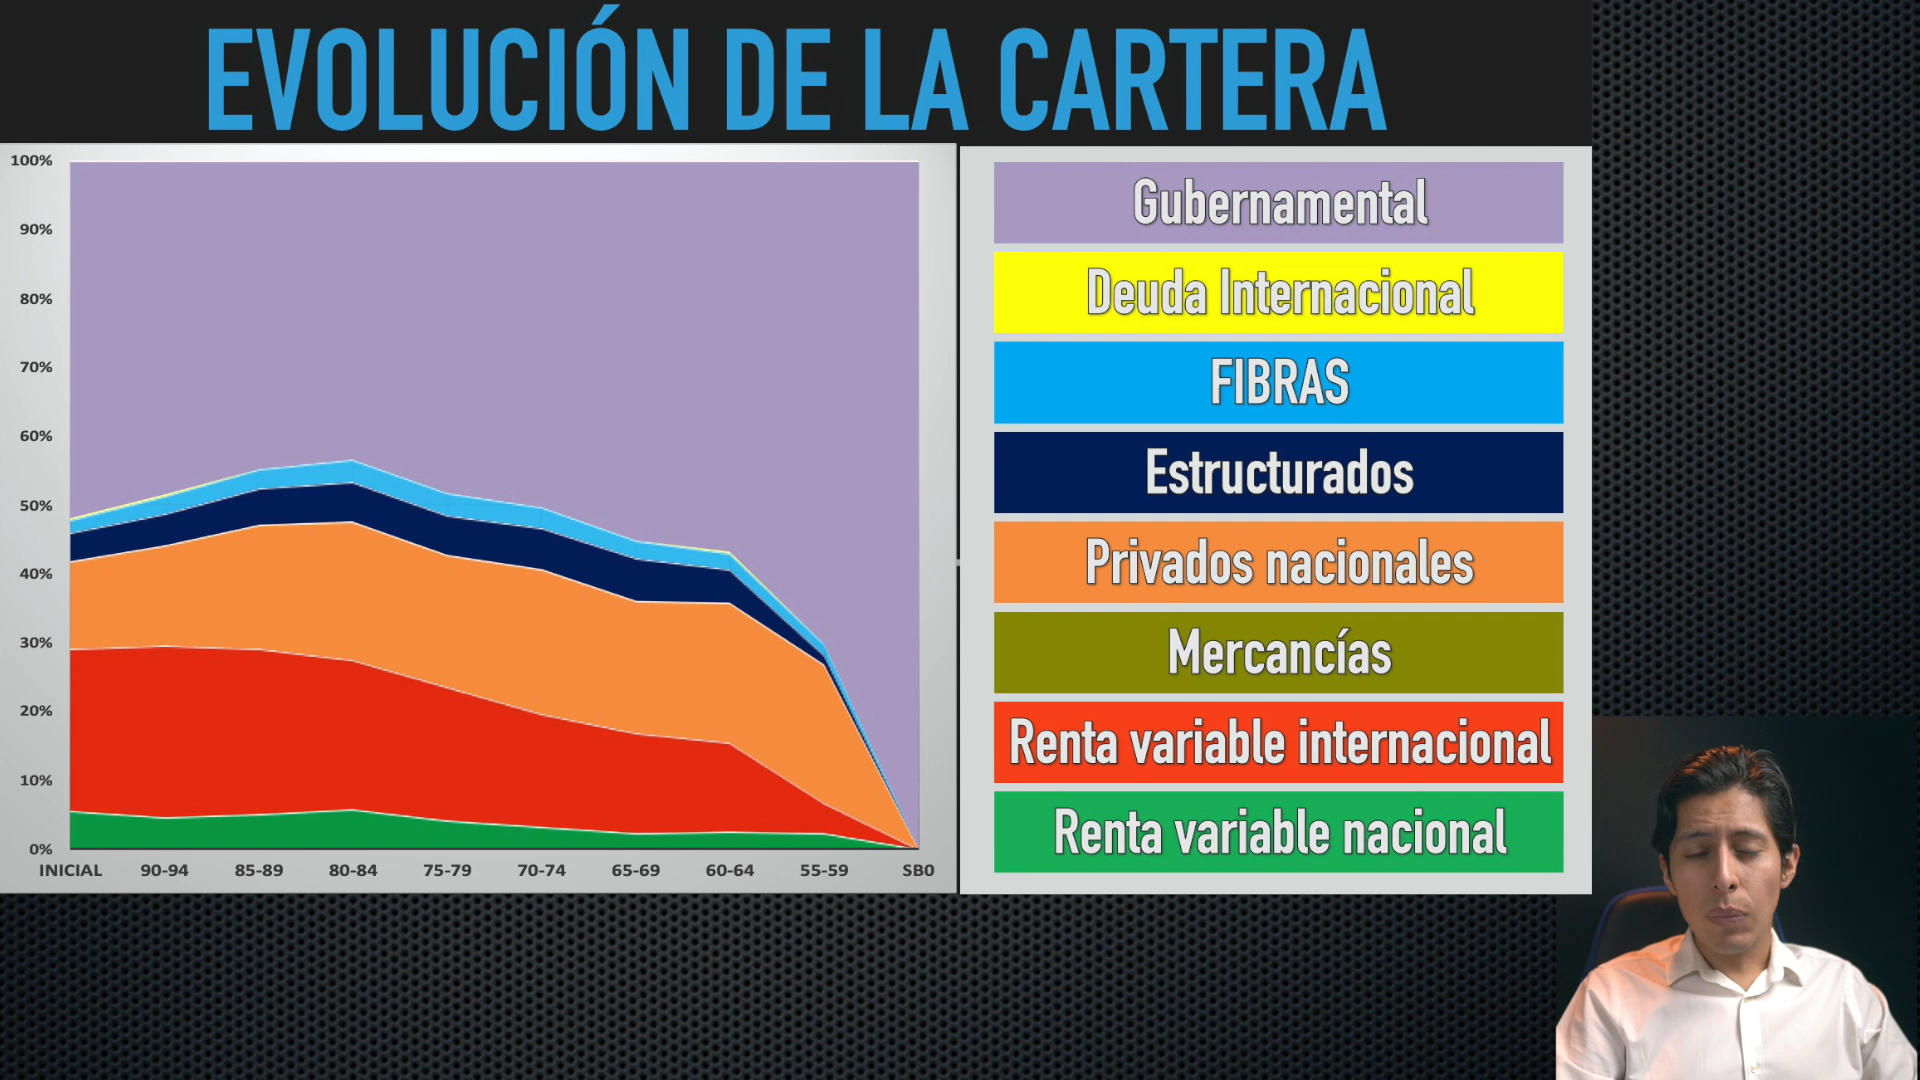 EVOLUCIÓN DE LA CARTERA
100%
90%
80%
70%
60%
50%
40%
30%
20%
10%
0%
INICIAL 90-94 85-89 80-84 75-79 70-74 65-69 60-64 55-59 SB0
Gubernamental
Deuda Internacional
FIBRAS
Estructurados
Privados nacionales
Mercancías
Renta variable internacional
Renta variable nacional